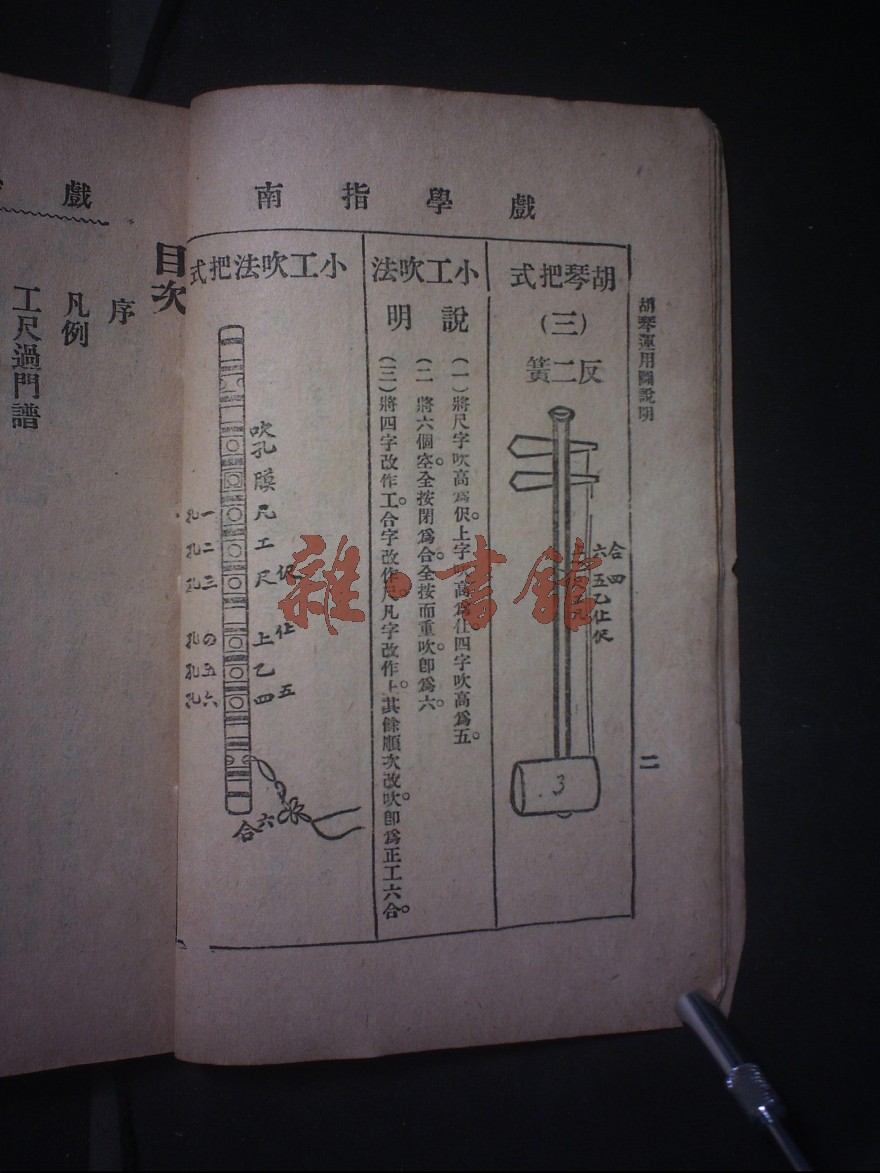 戲學指南
胡琴運用圖說明
二
胡琴把式
(三)
反二簧
合四
六五乙仩伬
3
小工吹法
說明
(一)將尺字吹高爲伬。上字吹高爲仕四字吹高爲五。
(二 將六個空全按閉爲合。全按而重吹。卽爲六。
(三)將四字改作工。合字改作尺。凡字改作上。其餘順次改吹。卽爲正工六合。
小工吹法把式
吹孔
膜
一孔 凡
二孔 工
三孔 尺 伬
四孔 上 仩
五孔 乙
六孔 四 五
六
合
雜·書館
戲
目次
序
凡例
工尺過門譜